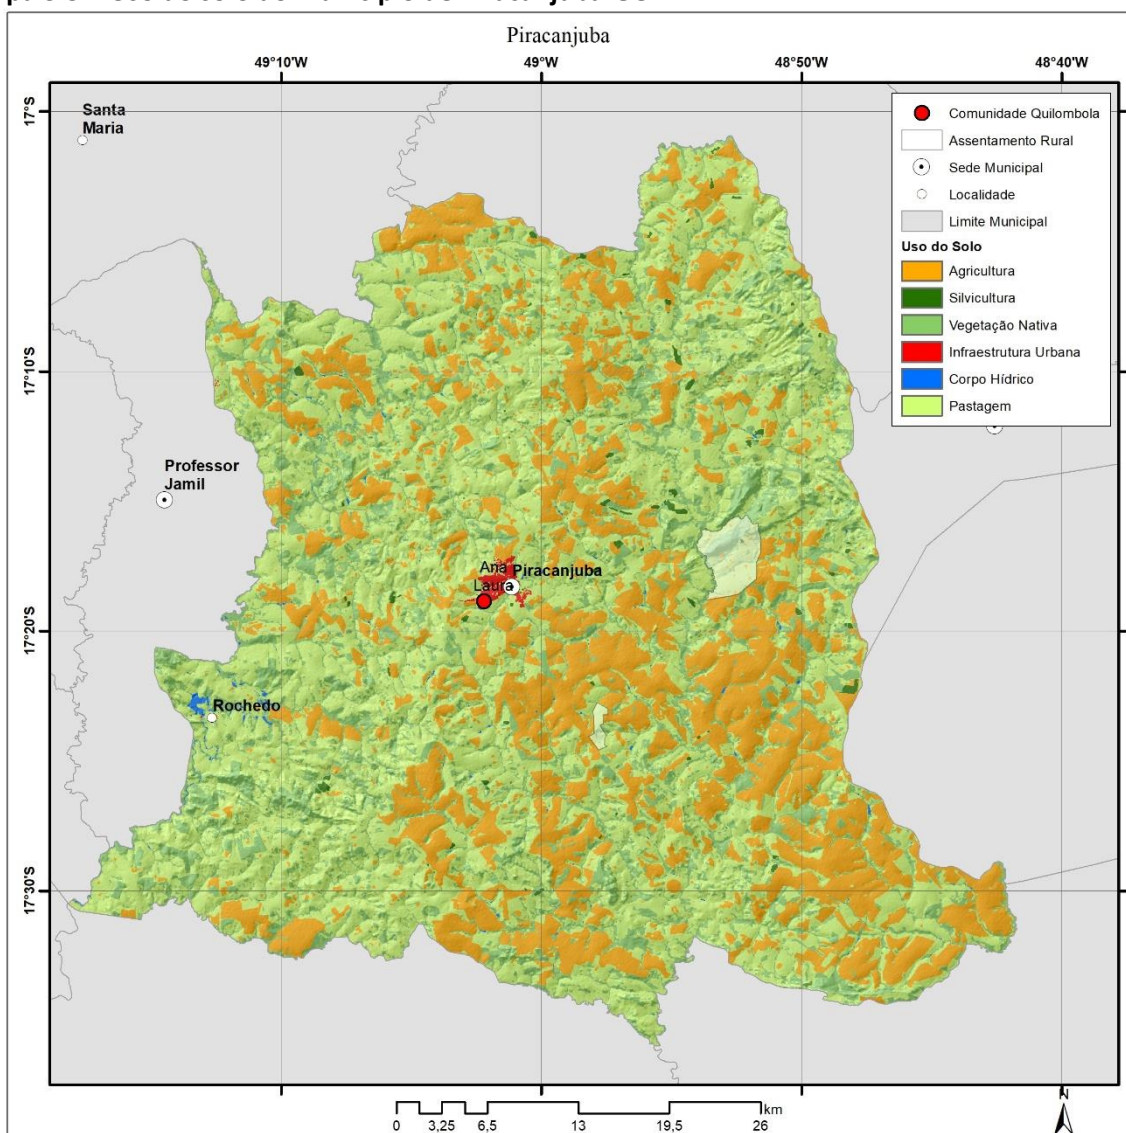 Piracanjuba
49°10'W
49°W
48°50'W
48°40'W
17°S
17°10'S
17°20'S
17°30'S
Santa
Maria
Professor
Jamil
Ana
Laura
Piracanjuba
Rochedo
Comunidade Quilombola
Assentamento Rural
Sede Municipal
Localidade
Limite Municipal
Uso do Solo
Agricultura
Silvicultura
Vegetação Nativa
Infraestrutura Urbana
Corpo Hídrico
Pastagem
km
0 3,25 6,5 13 19,5 26
N